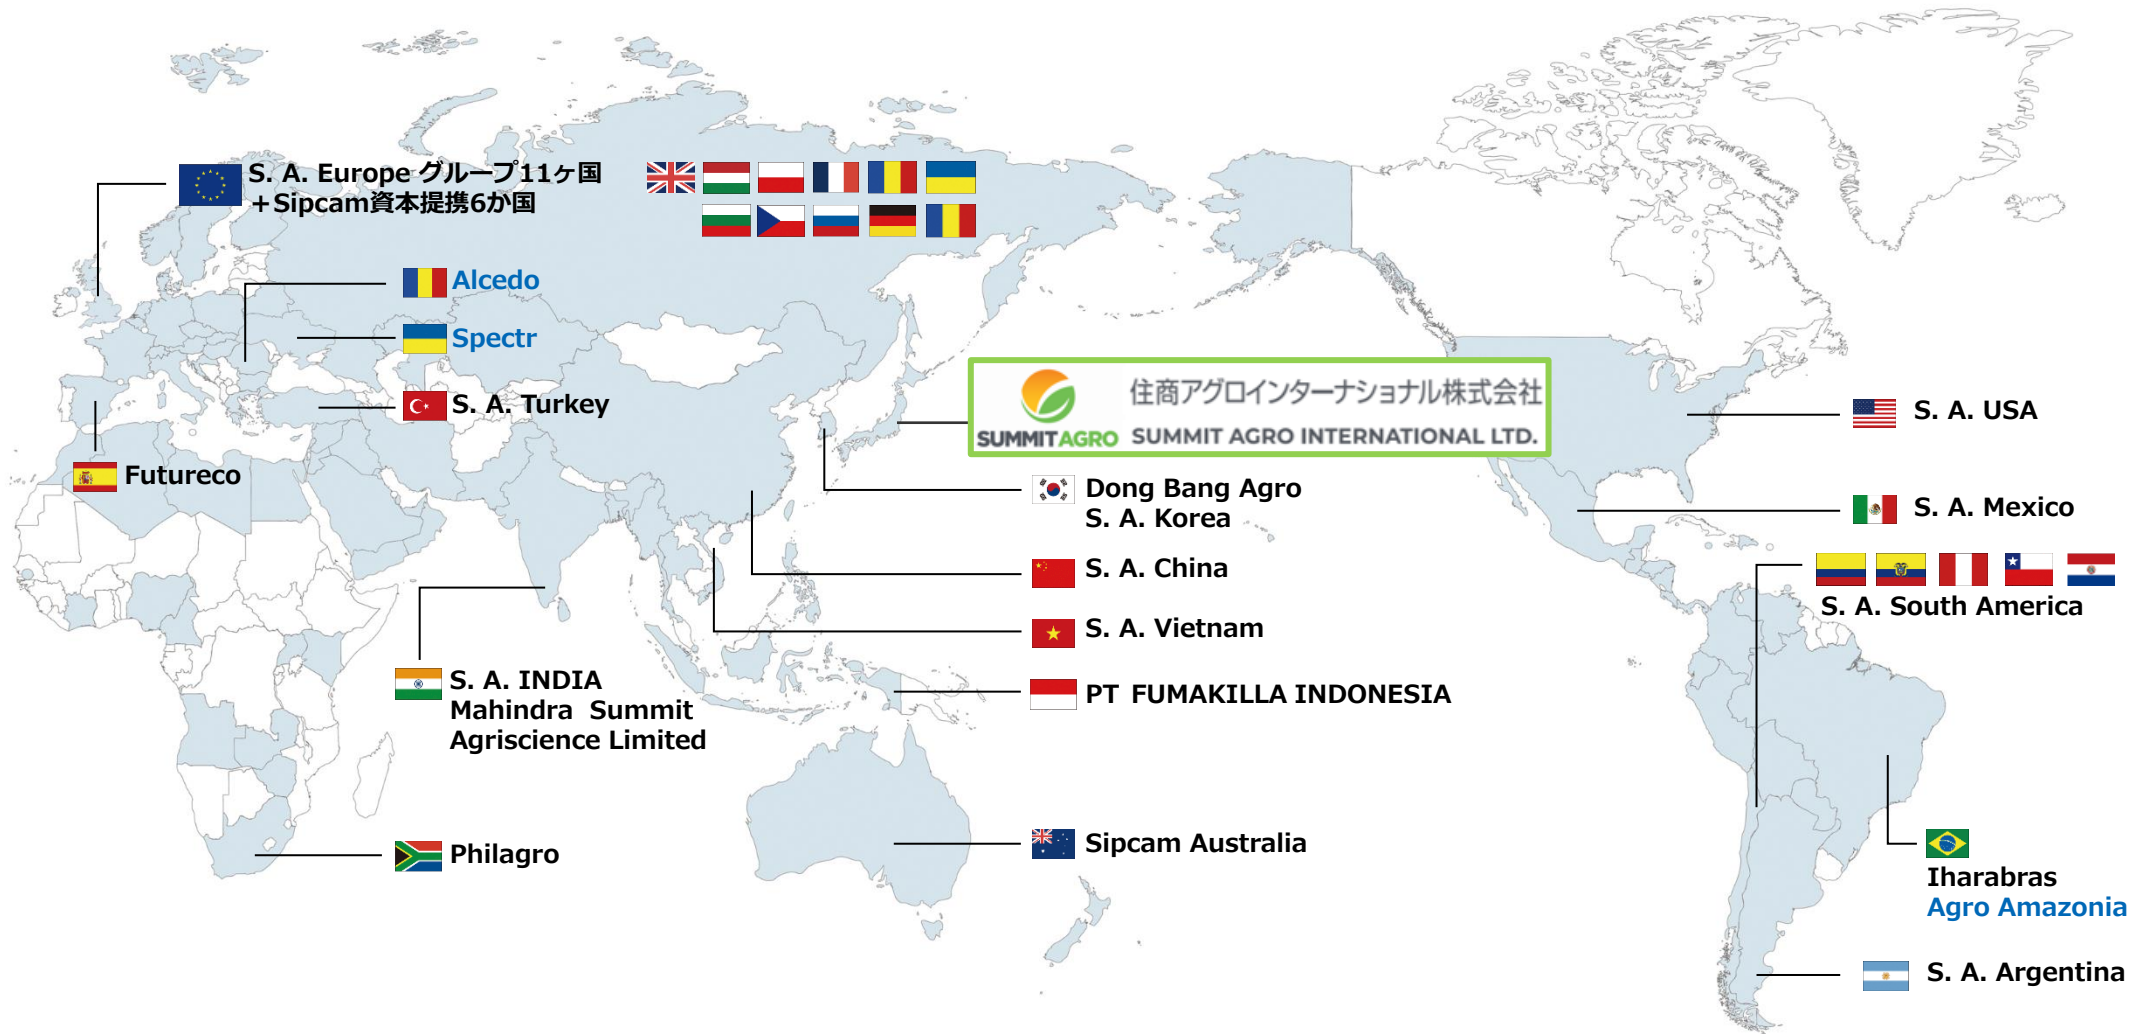 S. A. Europe グループ11ヶ国
＋Sipcam資本提携6か国
Alcedo
Spectr
S. A. Turkey
Futureco
SUMMIT AGRO
住商アグロインターナショナル株式会社
SUMMIT AGRO INTERNATIONAL LTD.
S. A. USA
S. A. Mexico
Dong Bang Agro
S. A. Korea
S. A. China
S. A. South America
S. A. Vietnam
S. A. INDIA
Mahindra Summit
Agriscience Limited
PT FUMAKILLA INDONESIA
Philagro
Sipcam Australia
Iharabras
Agro Amazonia
S. A. Argentina